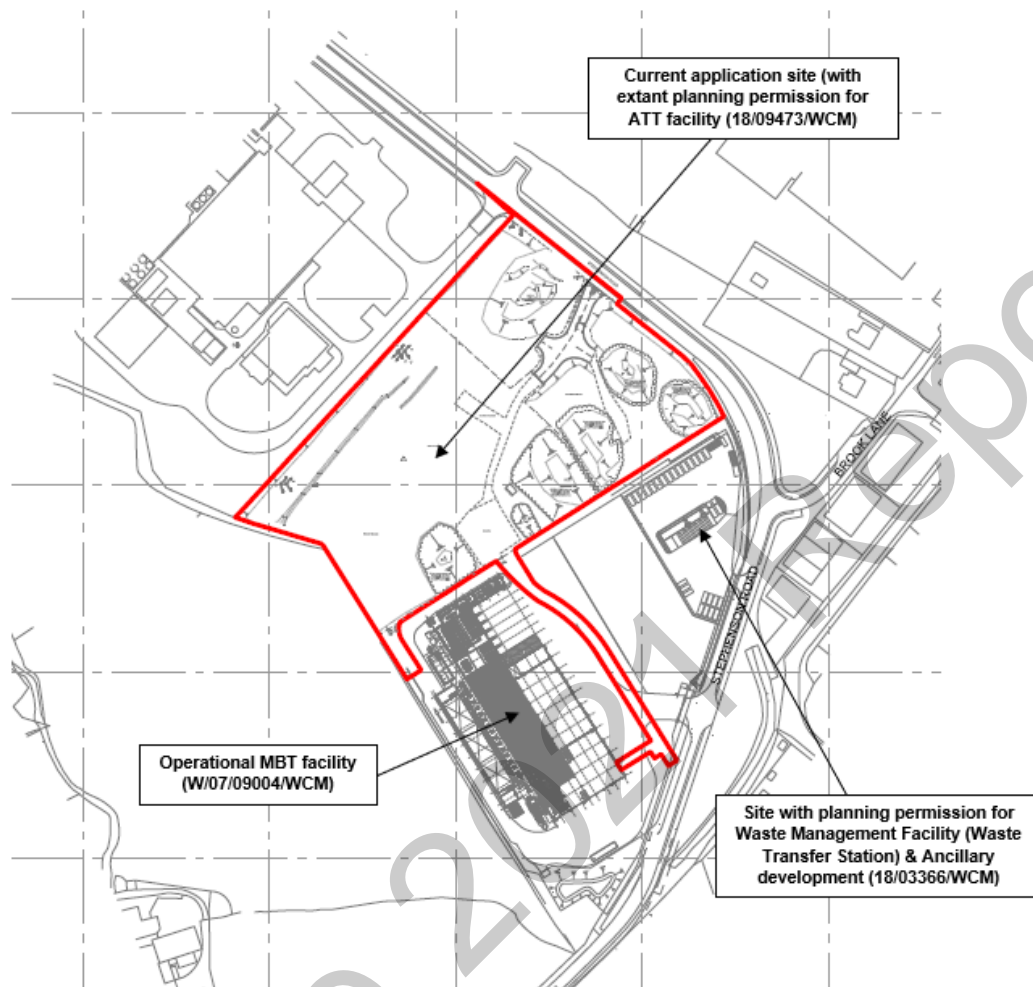 Current application site (with
extant planning permission for
ATT facility (18/09473/WCM)
BROOK LANE
STEPHENSON ROAD
Operational MBT facility
(W/07/09004/WCM)
Site with planning permission for
Waste Management Facility (Waste
Transfer Station) & Ancillary
development (18/03366/WCM)
2021 Repo